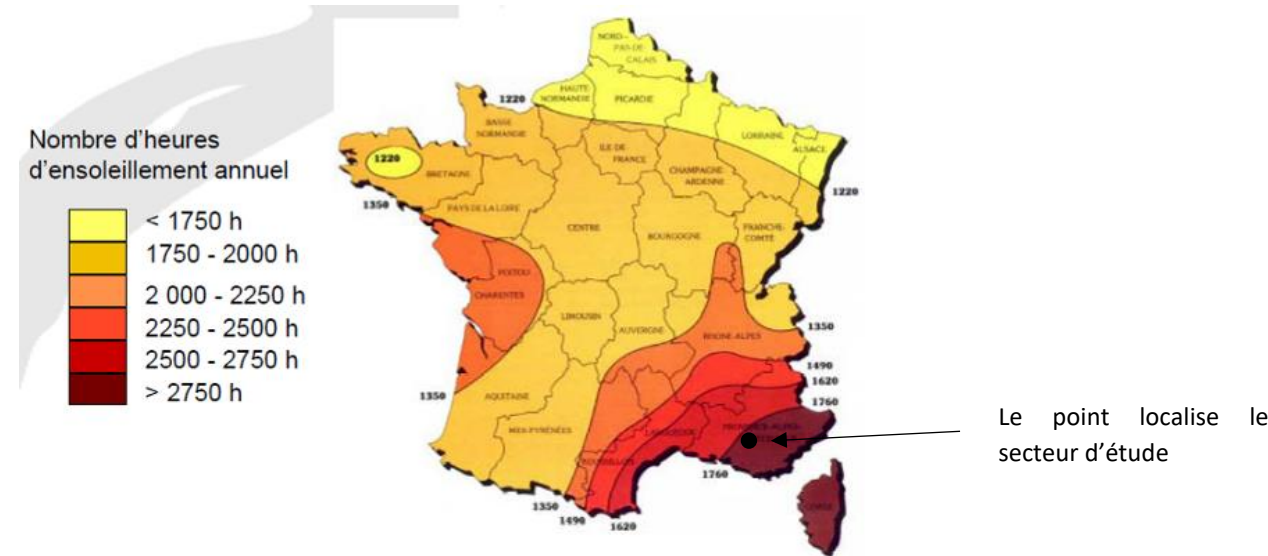 Nombre d'heures
d'ensoleillement annuel
< 1750 h
1750 - 2000 h
2 000 - 2250 h
2250 - 2500 h
2500 - 2750 h
> 2750 h
NORD-
PAS-DE-
CALAIS
HAUTE
NORMANDIE
PICARDIE
1220
BASSE
NORMANDIE
ILE DE
FRANCE
LORRAINE
ALSACE
CHAMPAGNE
ARDENNE
1220
BRETAGNE
1220
1350
PAYS DE LA LOIRE
CENTRE
BOURGOGNE
FRANCHE-
COMTÉ
POITOU
CHARENTES
LIMOUSIN
AUVERGNE
RHONE-ALPES
1350
1490
1620
1760
1350
AQUITAINE
MIDI-PYRÉNÉES
LANGUEDOC
ROUSSILLON
1760
1350
1490
1620
CORSE
Le point localise le
secteur d'étude